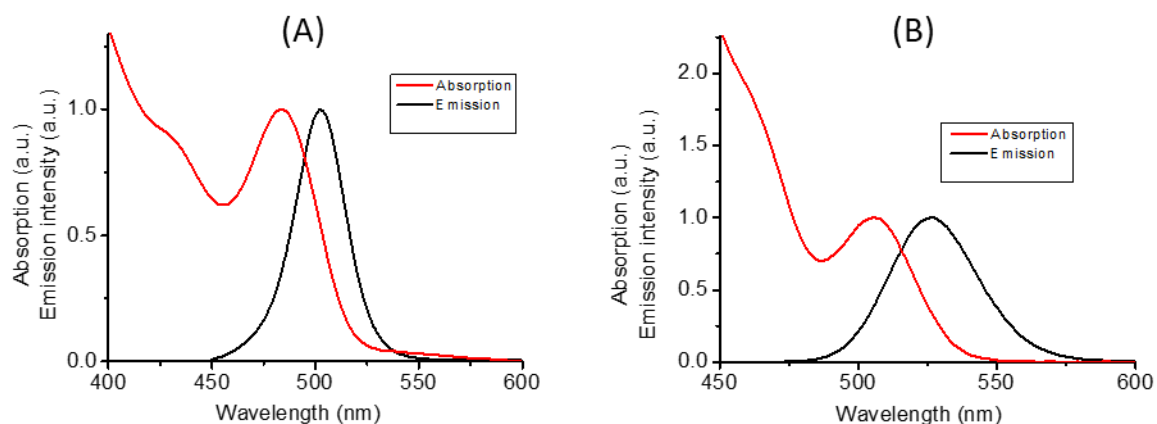 (A)
Absorption (a.u.)
Emission intensity (a.u.)
1.0
0.5
0.0
400
450
500
550
600
Wavelength (nm)
Absorption
Emission
(B)
Absorption (a.u.)
Emission intensity (a.u.)
2.0
1.5
1.0
0.5
0.0
450
500
550
600
Wavelength (nm)
Absorption
Emission